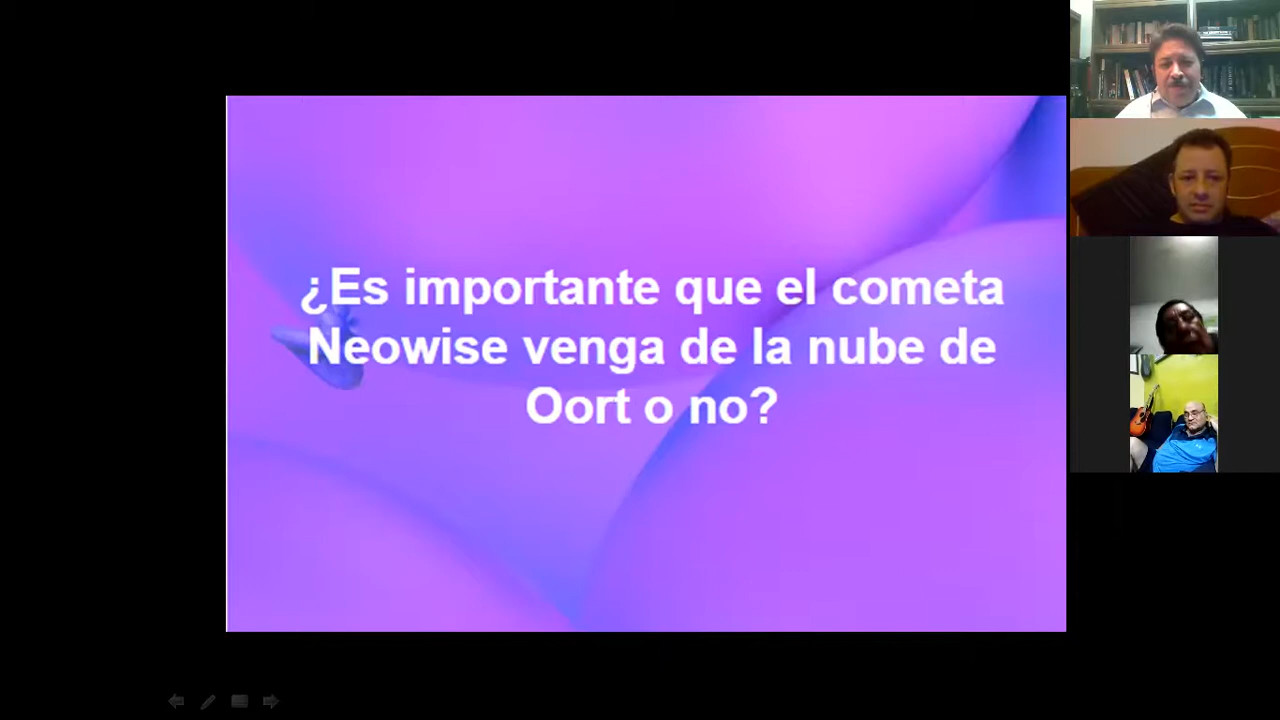 ¿Es importante que el cometa
Neowise venga de la nube de
Oort o no?